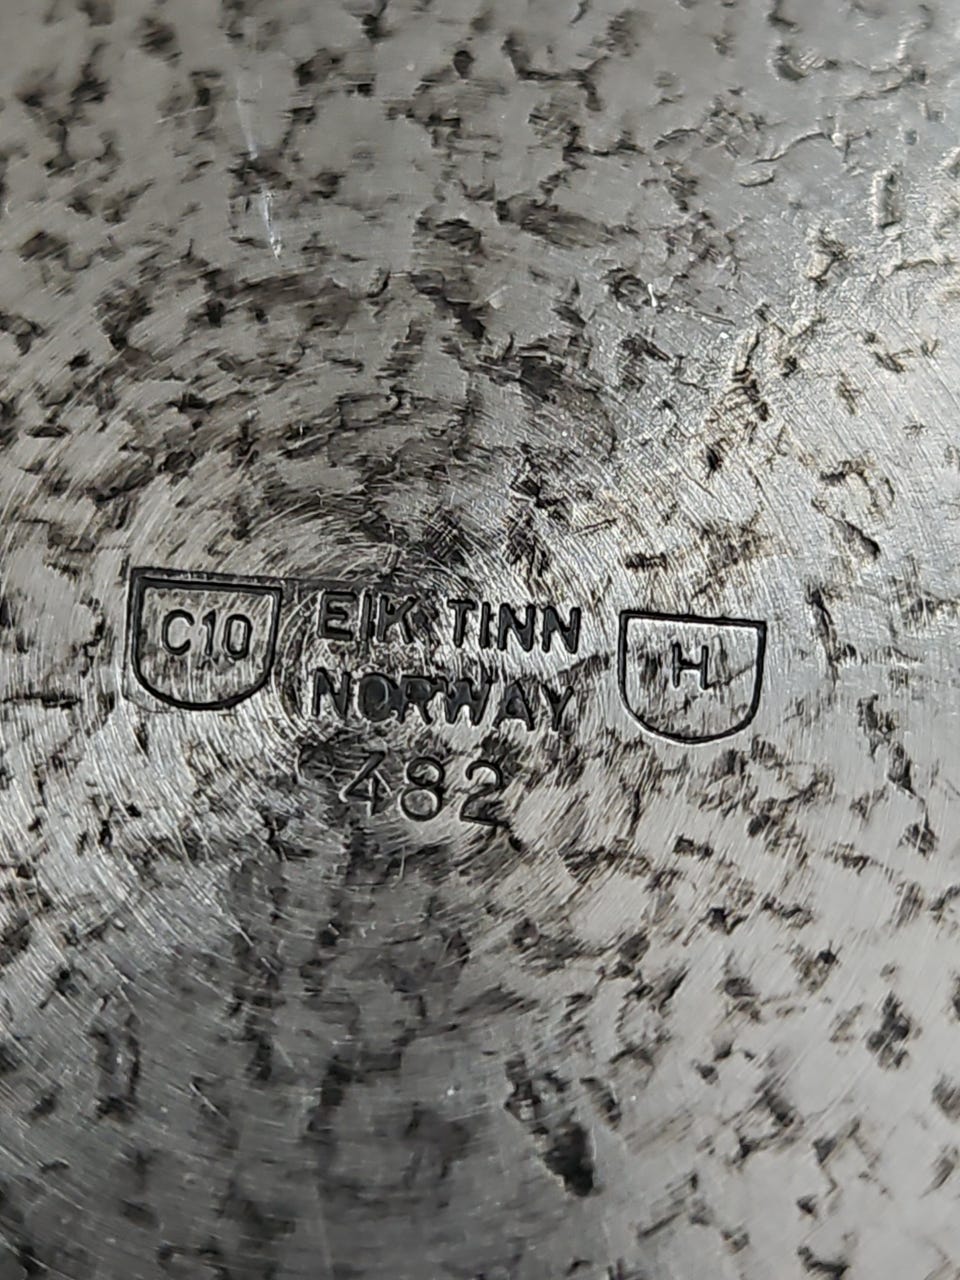 C10 EIK TINN H
NORWAY
482